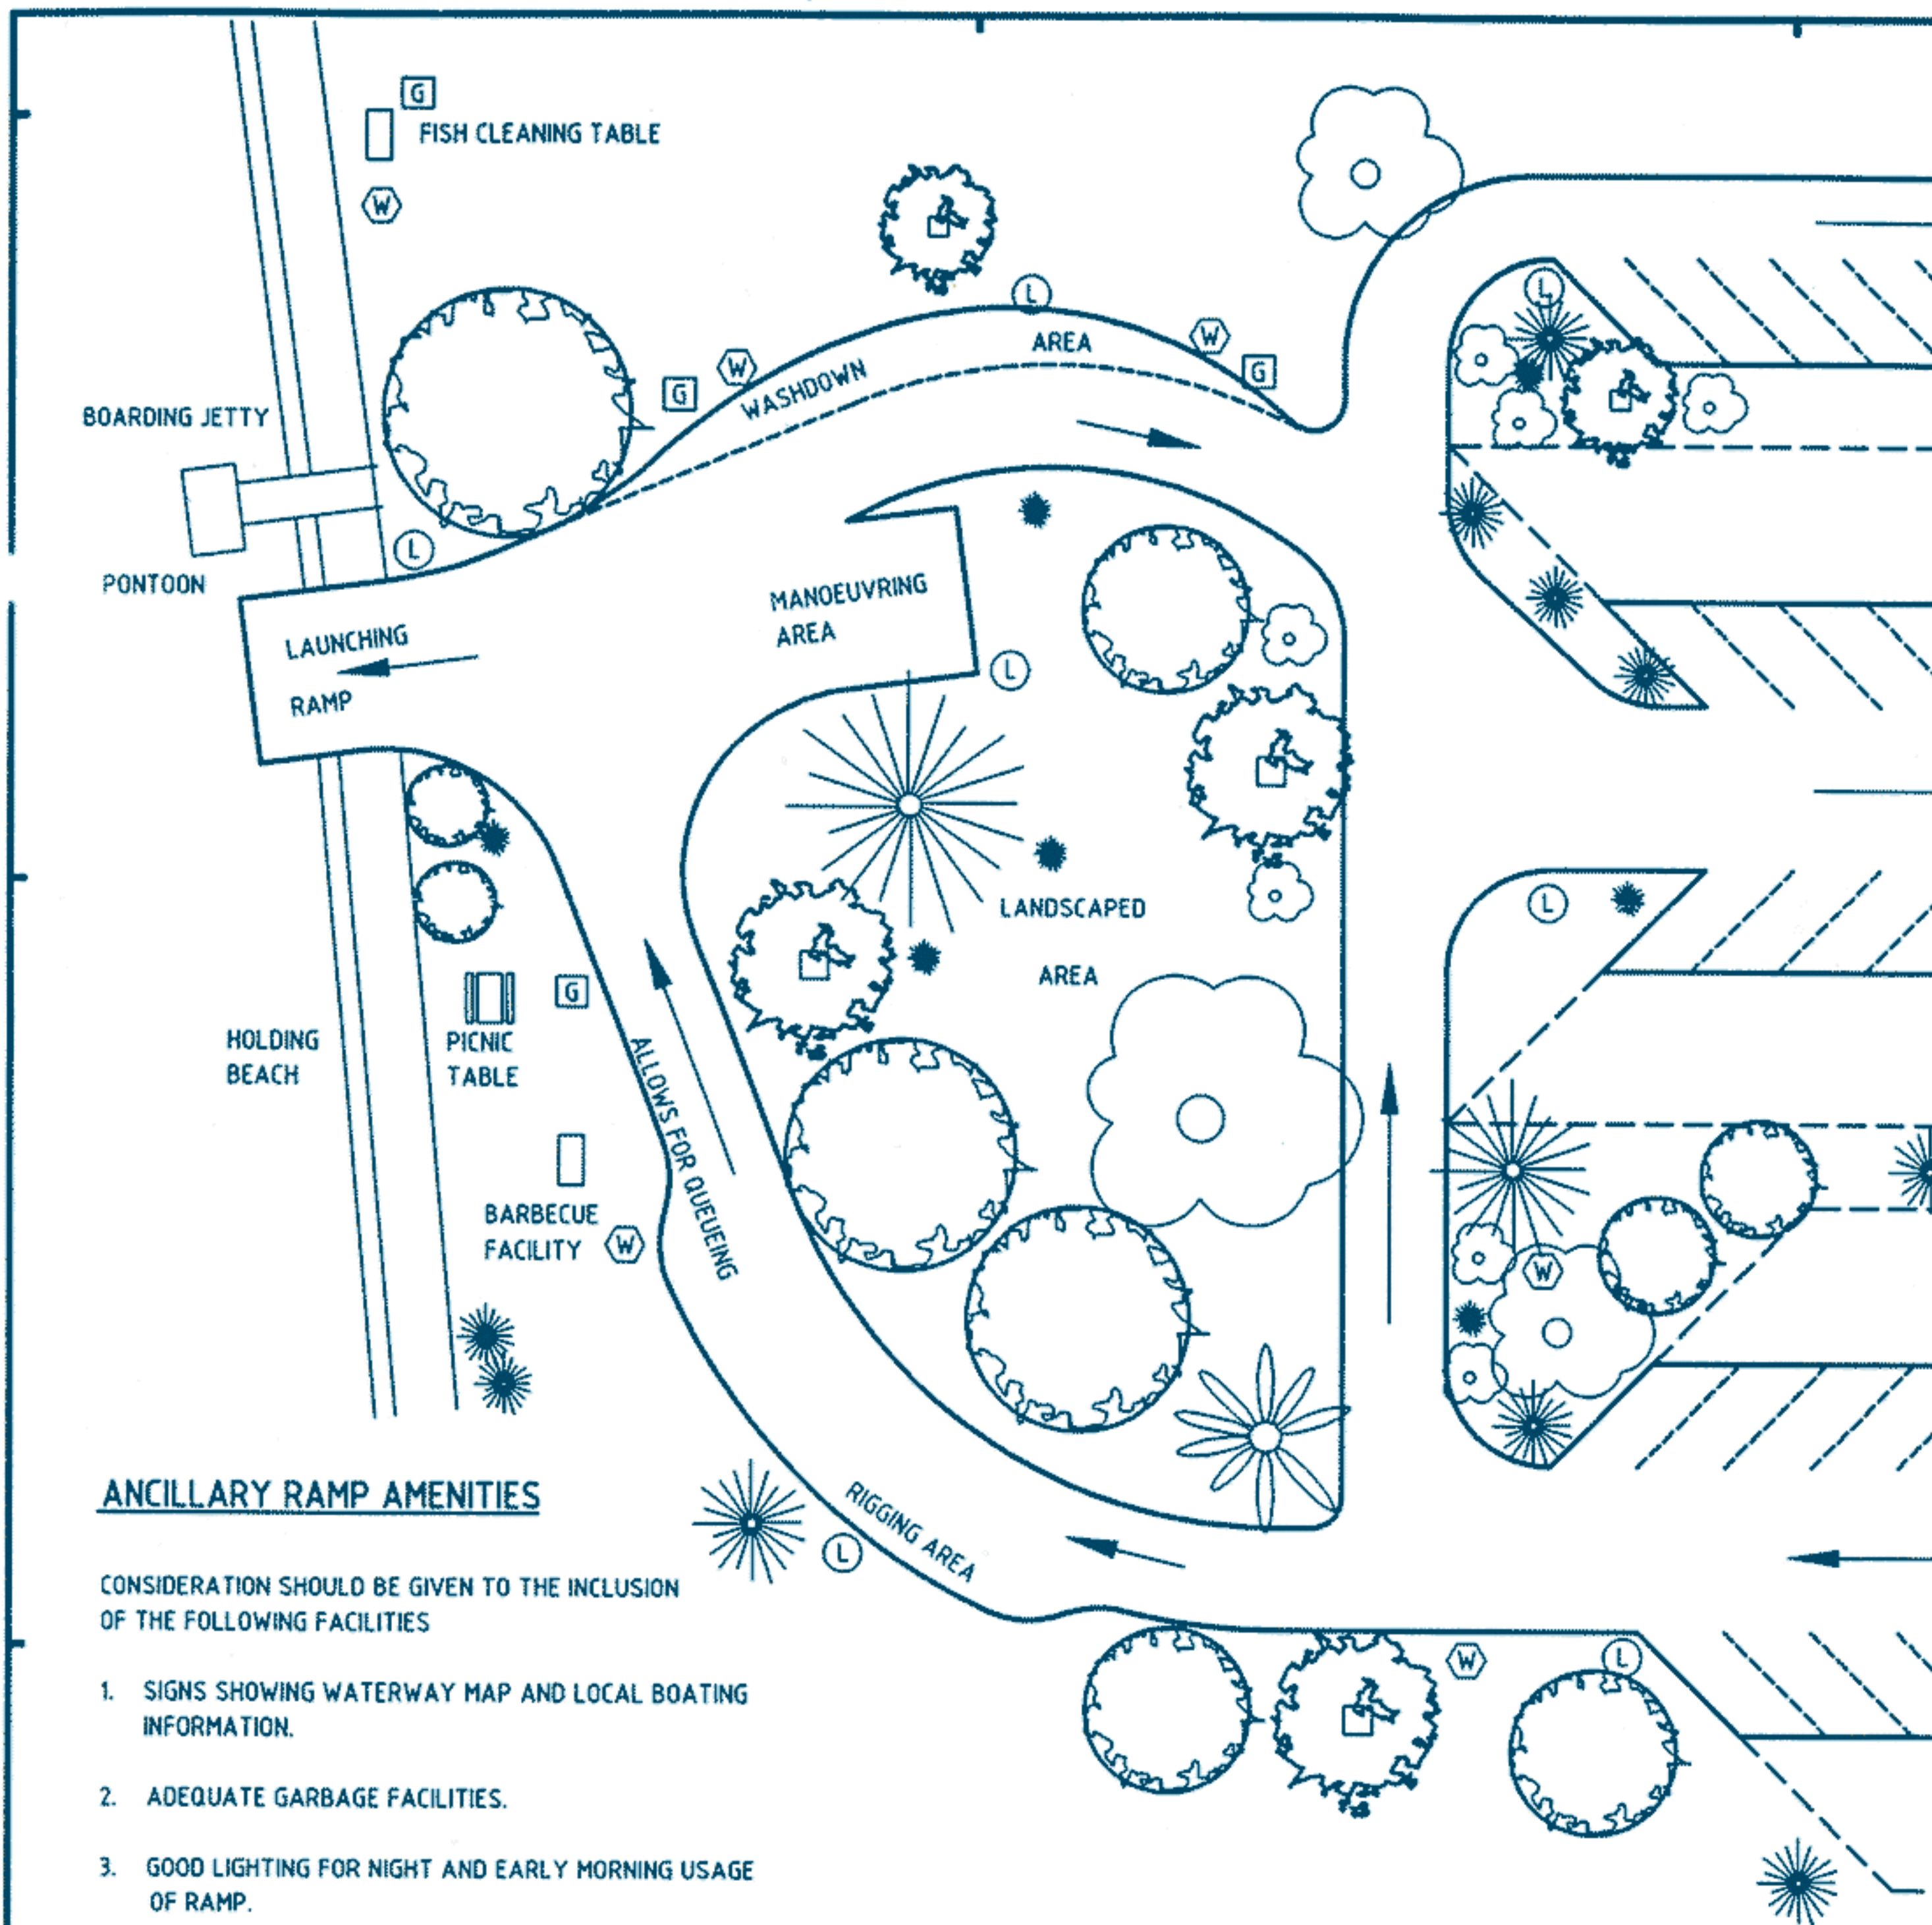 G
FISH CLEANING TABLE
W
L
L
AREA
W
G
W
G
WASHDOWN
BOARDING JETTY
L
PONTOON
MANOEUVRING
AREA
LAUNCHING
RAMP
L
LANDSCAPED
AREA
L
G
HOLDING
BEACH
PICNIC
TABLE
ALLOWS FOR QUEUEING
BARBECUE
FACILITY
W
W
RIGGING AREA
L
W
L
ANCILLARY RAMP AMENITIES
CONSIDERATION SHOULD BE GIVEN TO THE INCLUSION
OF THE FOLLOWING FACILITIES
1. SIGNS SHOWING WATERWAY MAP AND LOCAL BOATING
INFORMATION.
2. ADEQUATE GARBAGE FACILITIES.
3. GOOD LIGHTING FOR NIGHT AND EARLY MORNING USAGE
OF RAMP.